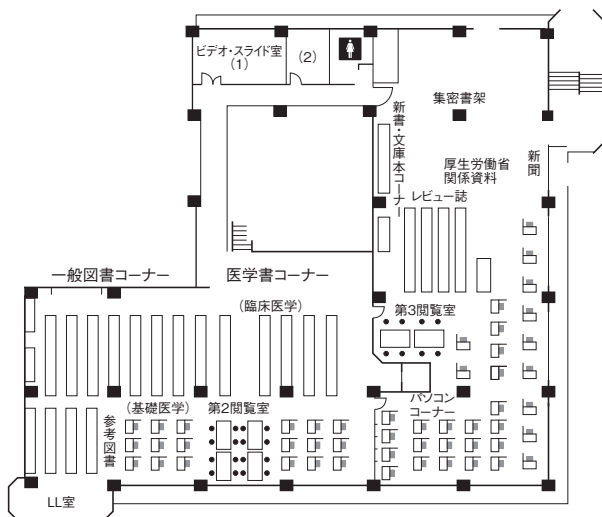 ビデオ・スライド室
(1)
(2)
集密書架
新書・文庫本コーナー
厚生労働省
関係資料
新聞
レビュー誌
一般図書コーナー
医学書コーナー
(臨床医学)
第3閲覧室
(基礎医学)
第2閲覧室
パソコン
コーナー
参考図書
LL室